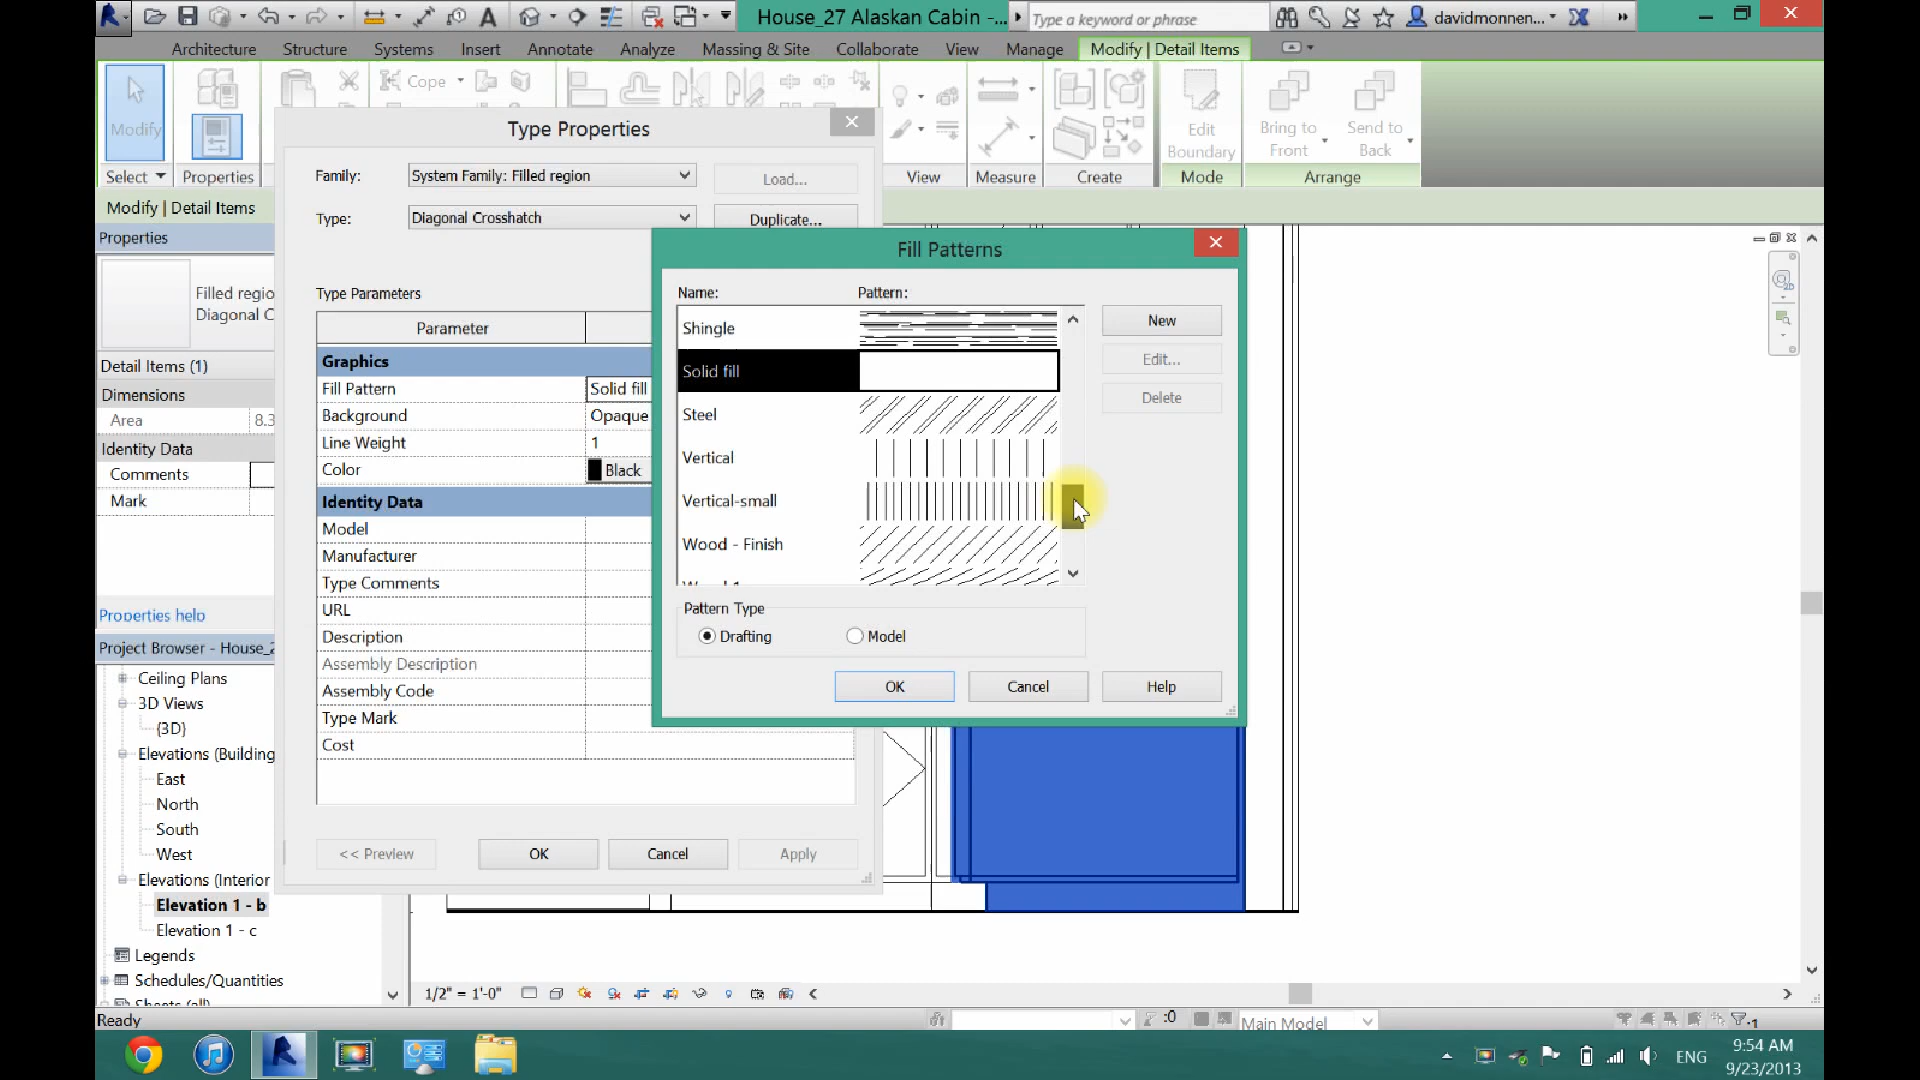 House_27 Alaskan Cabin -...
Type a keyword or phrase
davidmonnen...
Architecture Structure Systems Insert Annotate Analyze Massing & Site Collaborate View Manage Modify | Detail Items
Modify
Cope
Edit
Boundary
Bring to
Front
Send to
Back
Select Properties View Measure Create Mode Arrange
Modify | Detail Items
Properties
Filled regio
Diagonal C
Detail Items (1)
Dimensions
Area 8.3
Identity Data
Comments
Mark
Properties help
Project Browser - House_2
Ceiling Plans
3D Views
{3D}
Elevations (Building
East
North
South
West
Elevations (Interior
Elevation 1 - b
Elevation 1 - c
Legends
Schedules/Quantities
Sheets (all)
Ready
Type Properties
Family: System Family: Filled region Load...
Type: Diagonal Crosshatch Duplicate...
Type Parameters
Parameter
Graphics
Fill Pattern Solid fill
Background Opaque
Line Weight 1
Color Black
Identity Data
Model
Manufacturer
Type Comments
URL
Description
Assembly Description
Assembly Code
Type Mark
Cost
<< Preview OK Cancel Apply
Fill Patterns
Name: Pattern:
Shingle
Solid fill
Steel
Vertical
Vertical-small
Wood - Finish
New
Edit...
Delete
Pattern Type
Drafting Model
OK Cancel Help
1/2" = 1'-0"
:0
Main Model
:1
ENG
9:54 AM
9/23/2013